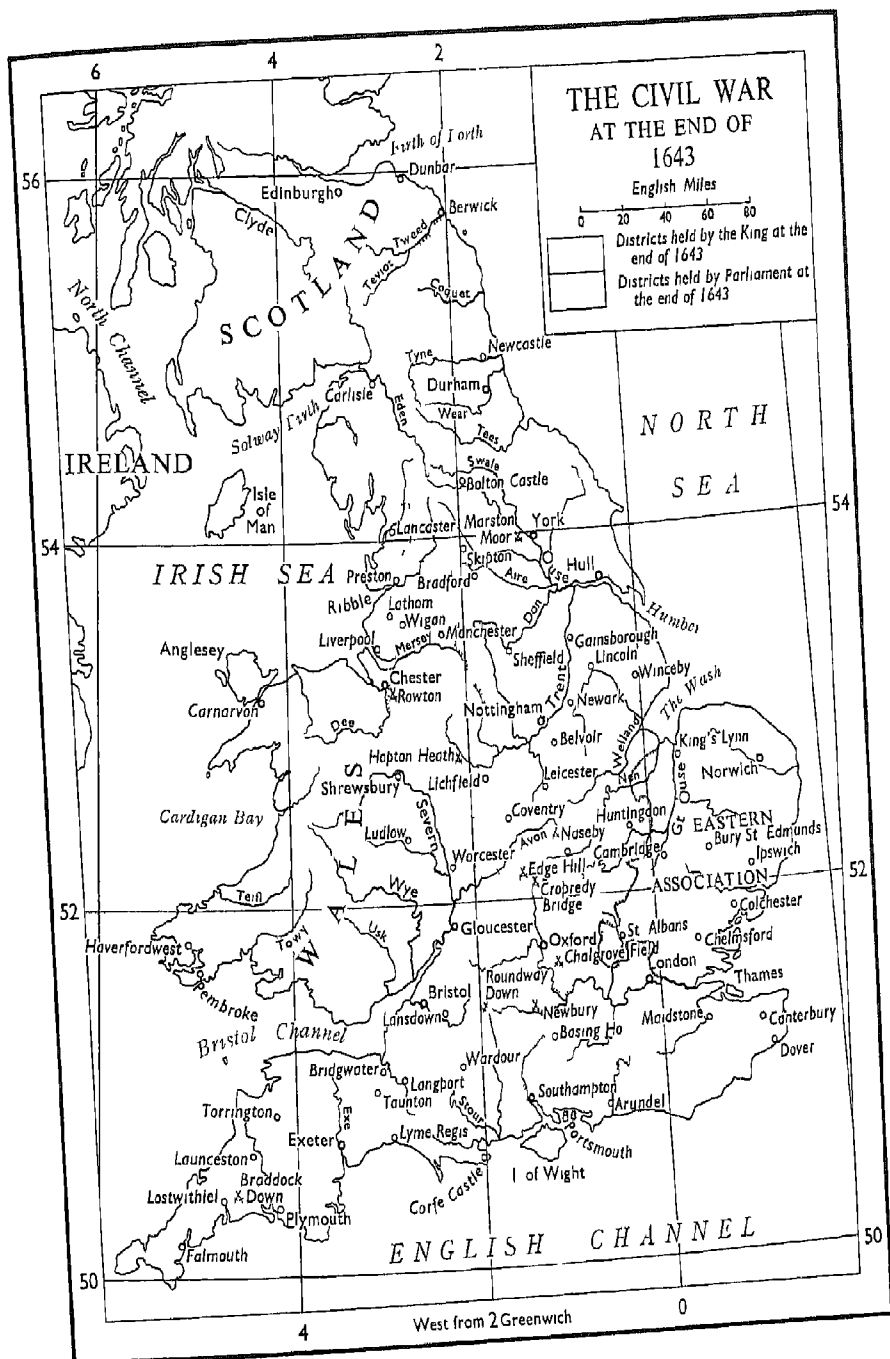 6
4
2
THE CIVIL WAR
AT THE END OF
1643
English Miles
0 20 40 60 80
Districts held by the King at the
end of 1643
Districts held by Parliament at
the end of 1643
56
Firth of Forth
Dunbar
Edinburgh
Berwick
Clyde
Tweed
Teviot
SCOTLAND
Coquet
North
Channel
Tyne
Newcastle
Carlisle
Durham
Solway Firth
Eden
Wear
Tees
NORTH
SEA
IRELAND
Swale
Bolton Castle
Isle
of
Man
54
54
Lancaster
Marston
Moor
York
Skipton
IRISH SEA
Preston
Bradford
Aire
Ouse
Hull
Ribble
Lathom
Wigan
Don
Humber
Liverpool
Mersey
Manchester
Sheffield
Gainsborough
Lincoln
Winceby
Anglesey
Chester
Rowton
Carnarvon
Dee
Nottingham
Trent
Newark
The Wash
Belvoir
Welland
King's Lynn
Hopton Heath
Shrewsbury
Lichfield
Leicester
Nen
Norwich
Cardigan Bay
Severn
Coventry
Huntingdon
Gt Ouse
EASTERN
Ludlow
Avon
Naseby
Bury St Edmunds
Worcester
Edge Hill
Cambridge
Ipswich
Cropredy
Bridge
ASSOCIATION
52
52
Teifi
WALES
Wye
Colchester
Haverfordwest
Towy
Usk
Gloucester
Oxford
St Albans
Chelmsford
Chalgrove Field
London
Pembroke
Roundway
Down
Thames
Bristol
Lansdown
Newbury
Maidstone
Canterbury
Bristol Channel
Basing Ho
Dover
Bridgwater
Wardour
Langport
Taunton
Southampton
Arundel
Torrington
Exe
Stour
Exeter
Lyme Regis
Portsmouth
Launceston
Corfe Castle
I of Wight
Braddock
Down
Lostwithiel
Plymouth
Falmouth
ENGLISH CHANNEL
50
50
4
West from 2 Greenwich
0